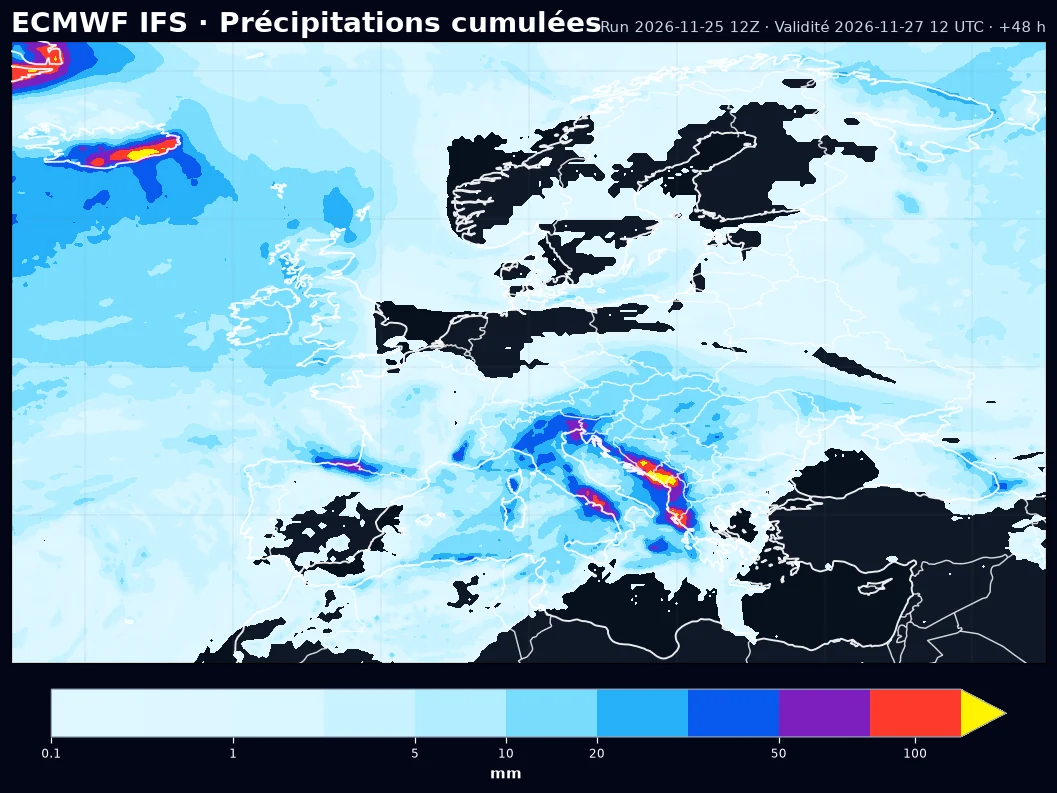 ECMWF IFS · Précipitations cumulées
Run 2026-11-25 12Z · Validité 2026-11-27 12 UTC · +48 h
0.1 1 5 10 20 50 100
mm